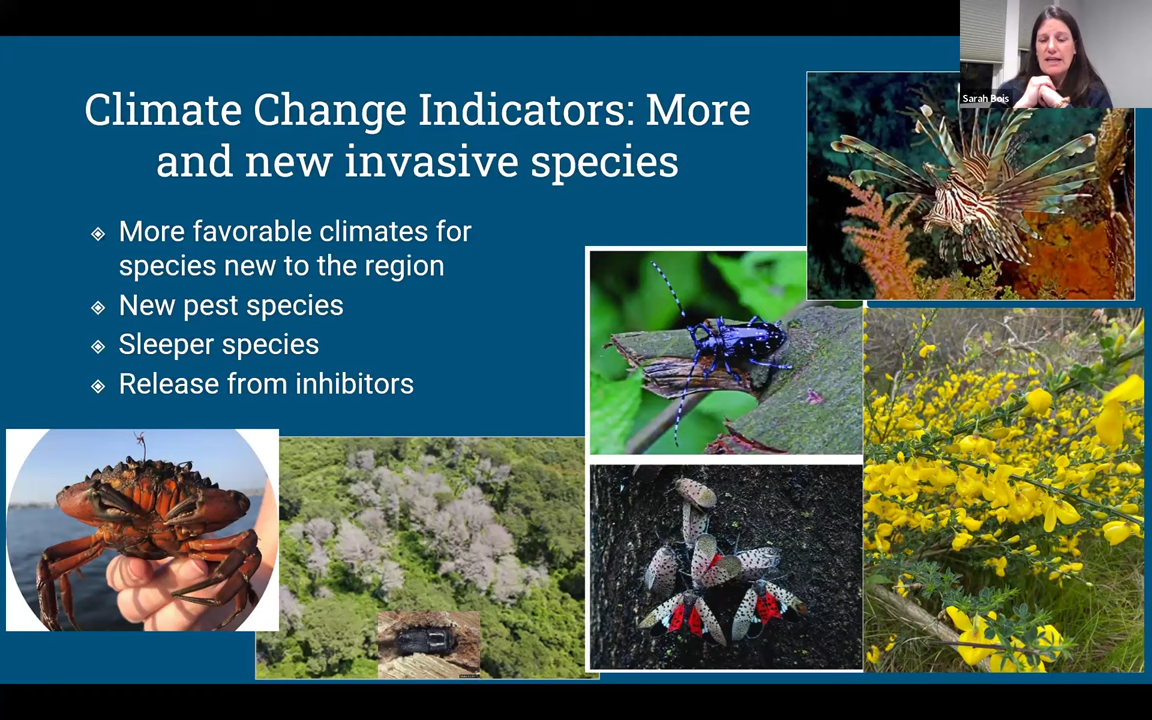 Climate Change Indicators: More
and new invasive species
More favorable climates for
species new to the region
New pest species
Sleeper species
Release from inhibitors
Sarah Bois